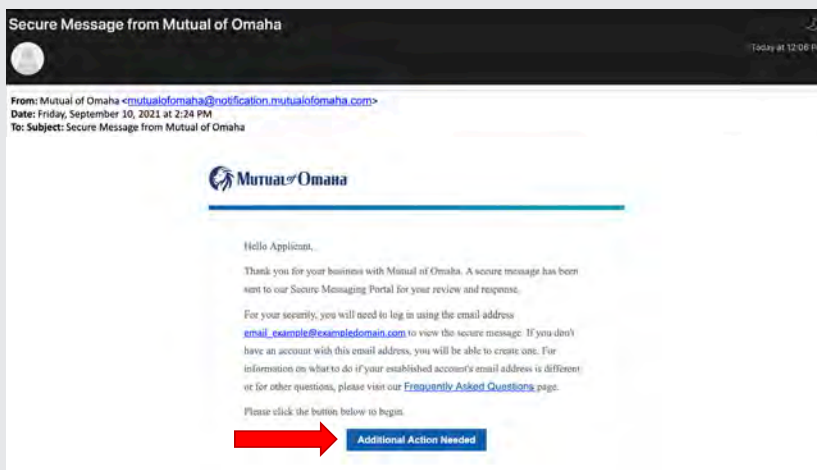 Secure Message from Mutual of Omaha
Today at 12:06 P
From: Mutual of Omaha <mutualofomaha@notification.mutualofomaha.com>
Date: Friday, September 10, 2021 at 2:24 PM
To: Subject: Secure Message from Mutual of Omaha
Mutual of Omaha
Hello Applicant,
Thank you for your business with Mutual of Omaha. A secure message has been
sent to our Secure Messaging Portal for your review and response.
For your security, you will need to log in using the email address
email_example@exampledomain.com to view the secure message. If you don't
have an account with this email address, you will be able to create one. For
information on what to do if your established account's email address is different
or for other questions, please visit our Frequently Asked Questions page.
Please click the button below to begin.
Additional Action Needed